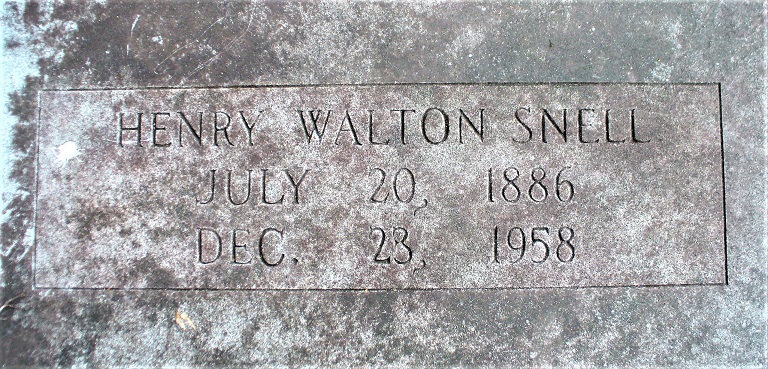 HENRY WALTON SNELL
JULY 20, 1886
DEC. 23, 1958